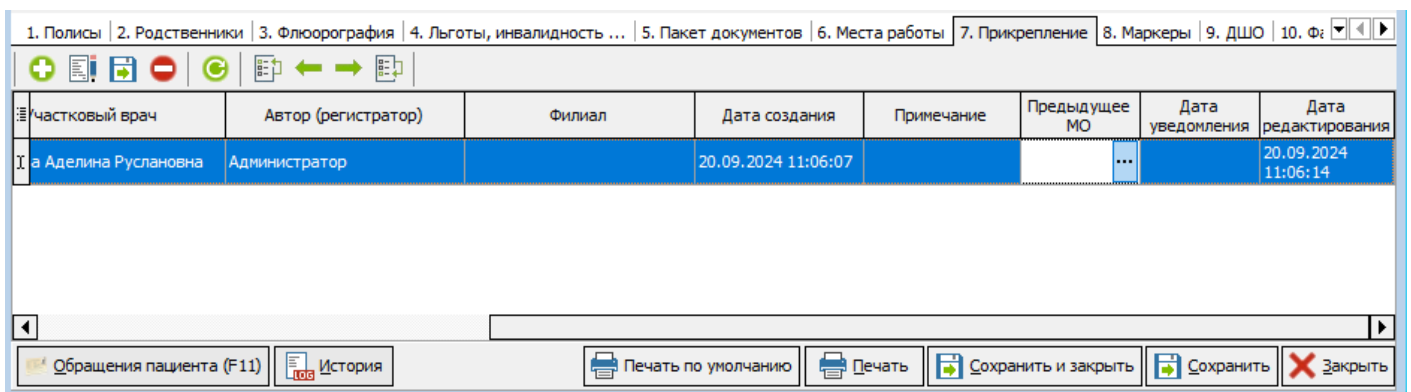 1. Полисы 2. Родственники 3. Флюорография 4. Льготы, инвалидность ... 5. Пакет документов 6. Места работы 7. Прикрепление 8. Маркеры 9. ДШО 10.
частковый врач Автор (регистратор) Филиал Дата создания Примечание Предыдущее МО Дата уведомления Дата редактирования
а Аделина Руслановна Администратор 20.09.2024 11:06:07 ... 20.09.2024 11:06:14
Обращения пациента (F11) LOG История Печать по умолчанию Печать Сохранить и закрыть Сохранить Закрыть